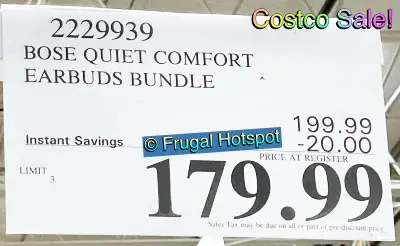 Costco Sale!
2229939
BOSE QUIET COMFORT
EARBUDS BUNDLE
199.99
Instant Savings -20.00
© Frugal Hotspot
PRICE AT REGISTER
LIMIT
3
179.99
Sales Tax may be due on all or part of pre-discount price